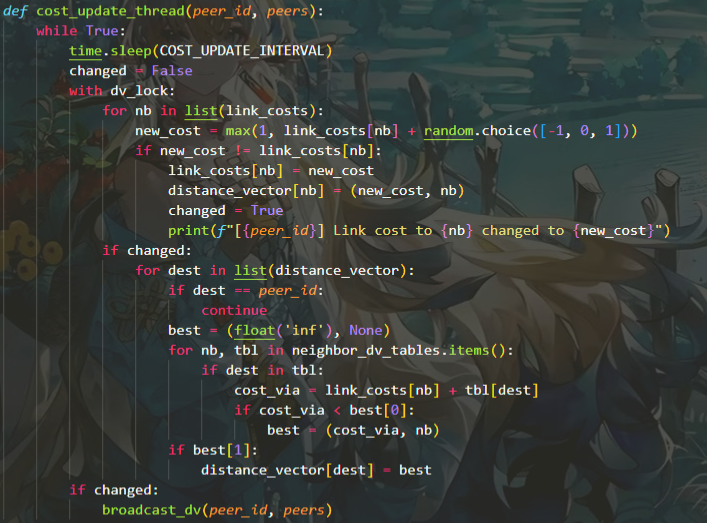 def cost_update_thread(peer_id, peers):
    while True:
        time.sleep(COST_UPDATE_INTERVAL)
        changed = False
        with dv_lock:
            for nb in list(link_costs):
                new_cost = max(1, link_costs[nb] + random.choice([-1, 0, 1]))
                if new_cost != link_costs[nb]:
                    link_costs[nb] = new_cost
                    distance_vector[nb] = (new_cost, nb)
                    changed = True
                    print(f"[{peer_id}] Link cost to {nb} changed to {new_cost}")
            if changed:
                for dest in list(distance_vector):
                    if dest == peer_id:
                        continue
                    best = (float('inf'), None)
                    for nb, tbl in neighbor_dv_tables.items():
                        if dest in tbl:
                            cost_via = link_costs[nb] + tbl[dest]
                            if cost_via < best[0]:
                                best = (cost_via, nb)
                    if best[1]:
                        distance_vector[dest] = best
        if changed:
            broadcast_dv(peer_id, peers)